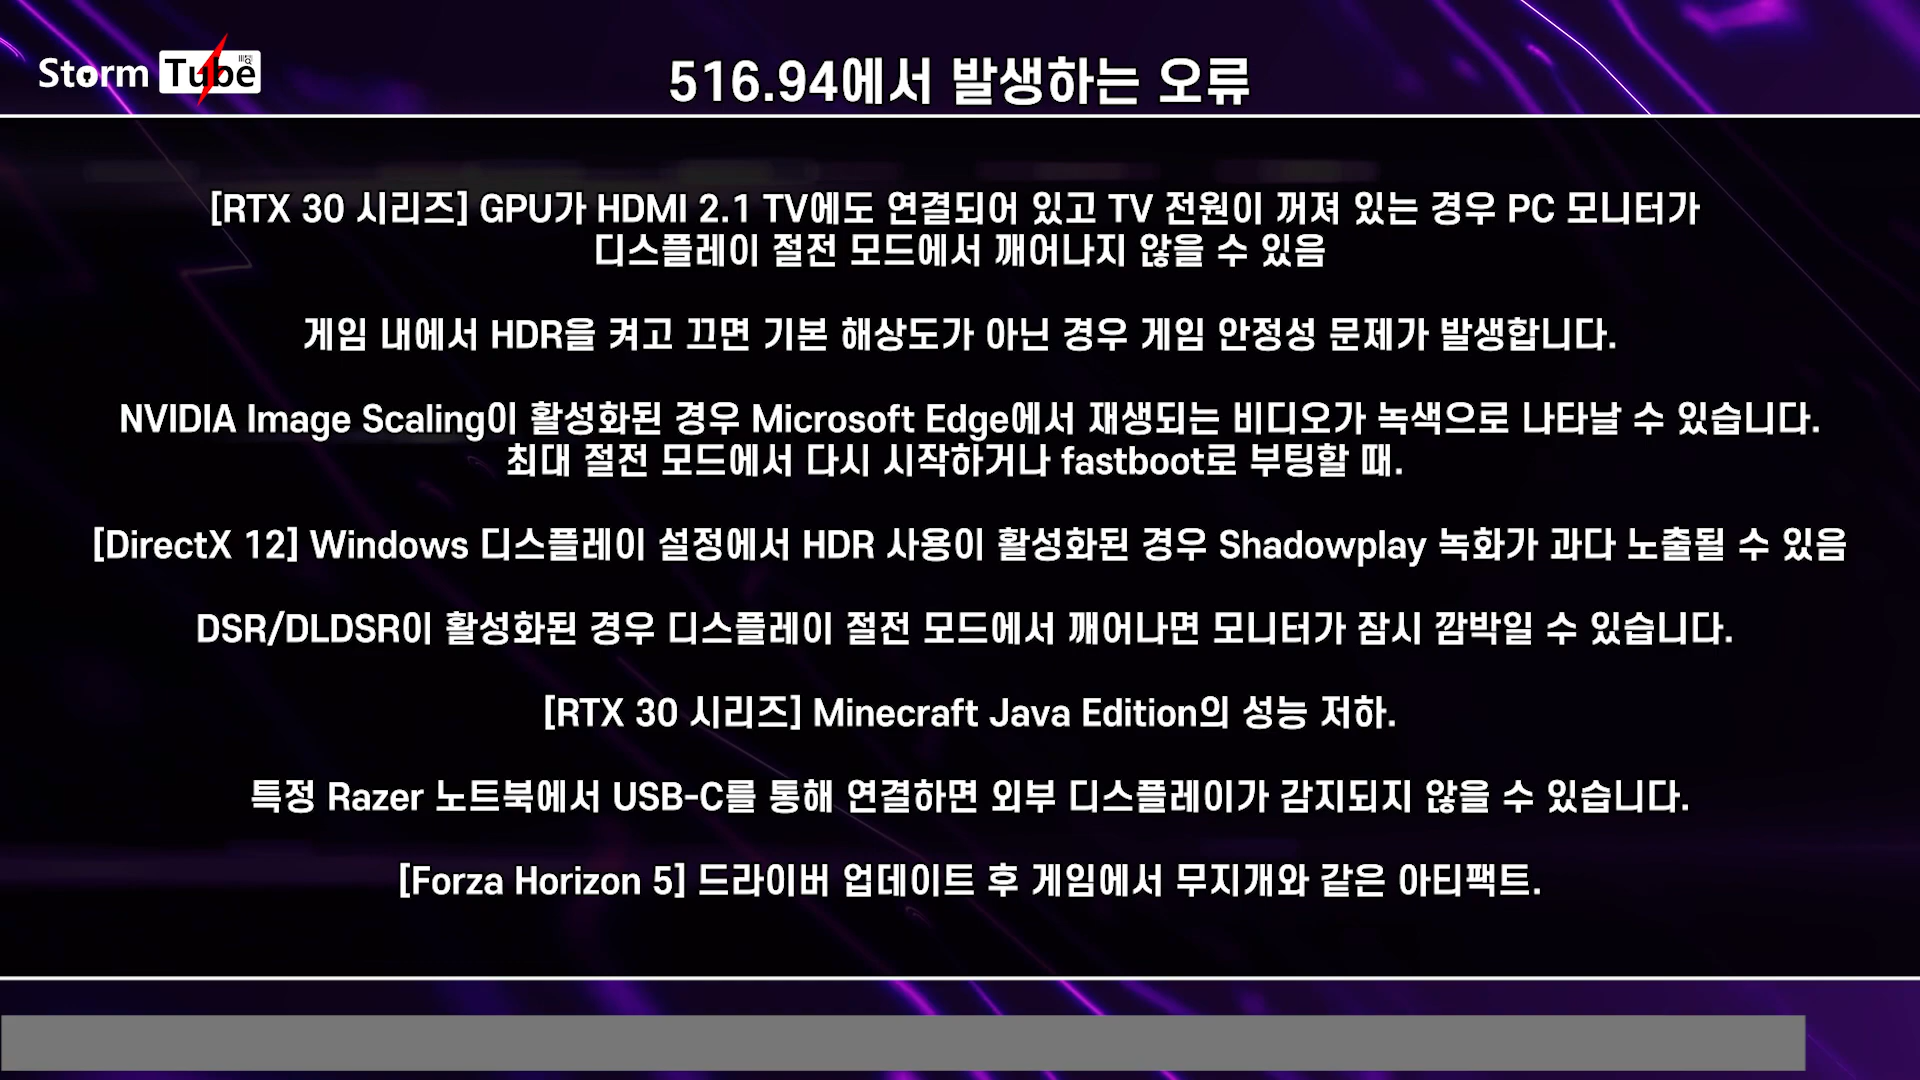 Storm Tube
516.94에서 발생하는 오류
[RTX 30 시리즈] GPU가 HDMI 2.1 TV에도 연결되어 있고 TV 전원이 꺼져 있는 경우 PC 모니터가
디스플레이 절전 모드에서 깨어나지 않을 수 있음
게임 내에서 HDR을 켜고 끄면 기본 해상도가 아닌 경우 게임 안정성 문제가 발생합니다.
NVIDIA Image Scaling이 활성화된 경우 Microsoft Edge에서 재생되는 비디오가 녹색으로 나타날 수 있습니다.
최대 절전 모드에서 다시 시작하거나 fastboot로 부팅할 때.
[DirectX 12] Windows 디스플레이 설정에서 HDR 사용이 활성화된 경우 Shadowplay 녹화가 과다 노출될 수 있음
DSR/DLDSR이 활성화된 경우 디스플레이 절전 모드에서 깨어나면 모니터가 잠시 깜박일 수 있습니다.
[RTX 30 시리즈] Minecraft Java Edition의 성능 저하.
특정 Razer 노트북에서 USB-C를 통해 연결하면 외부 디스플레이가 감지되지 않을 수 있습니다.
[Forza Horizon 5] 드라이버 업데이트 후 게임에서 무지개와 같은 아티팩트.